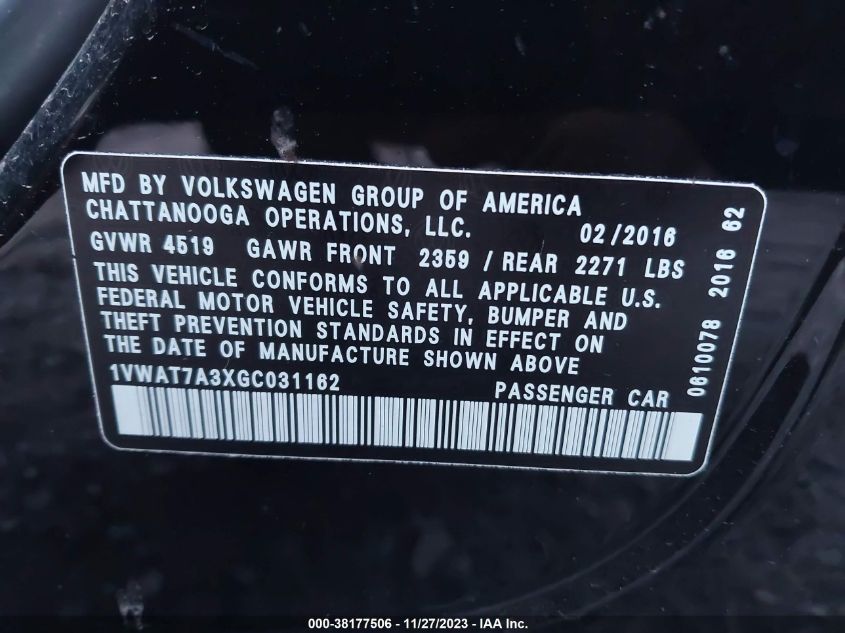 MFD BY VOLKSWAGEN GROUP OF AMERICA
CHATTANOOGA OPERATIONS, LLC. 02/2016
GVWR 4519 GAWR FRONT 2359 / REAR 2271 LBS
THIS VEHICLE CONFORMS TO ALL APPLICABLE U.S.
FEDERAL MOTOR VEHICLE SAFETY, BUMPER AND
THEFT PREVENTION STANDARDS IN EFFECT ON
THE DATE OF MANUFACTURE SHOWN ABOVE
1VWAT7A3XGC031162 PASSENGER CAR
0610078 2016 62
000-38177506 - 11/27/2023 - IAA Inc.